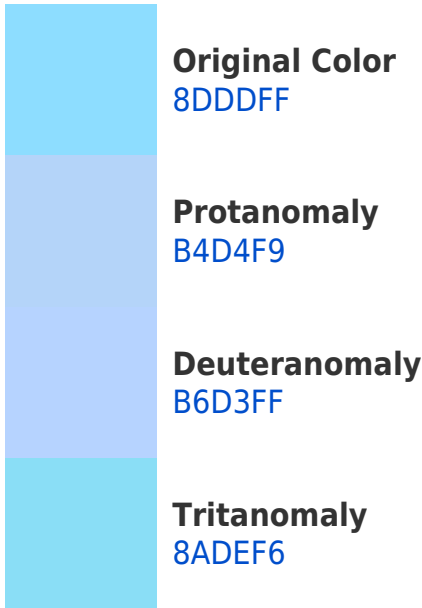 Original Color
8DDDFF
Protanomaly
B4D4F9
Deuteranomaly
B6D3FF
Tritanomaly
8ADEF6